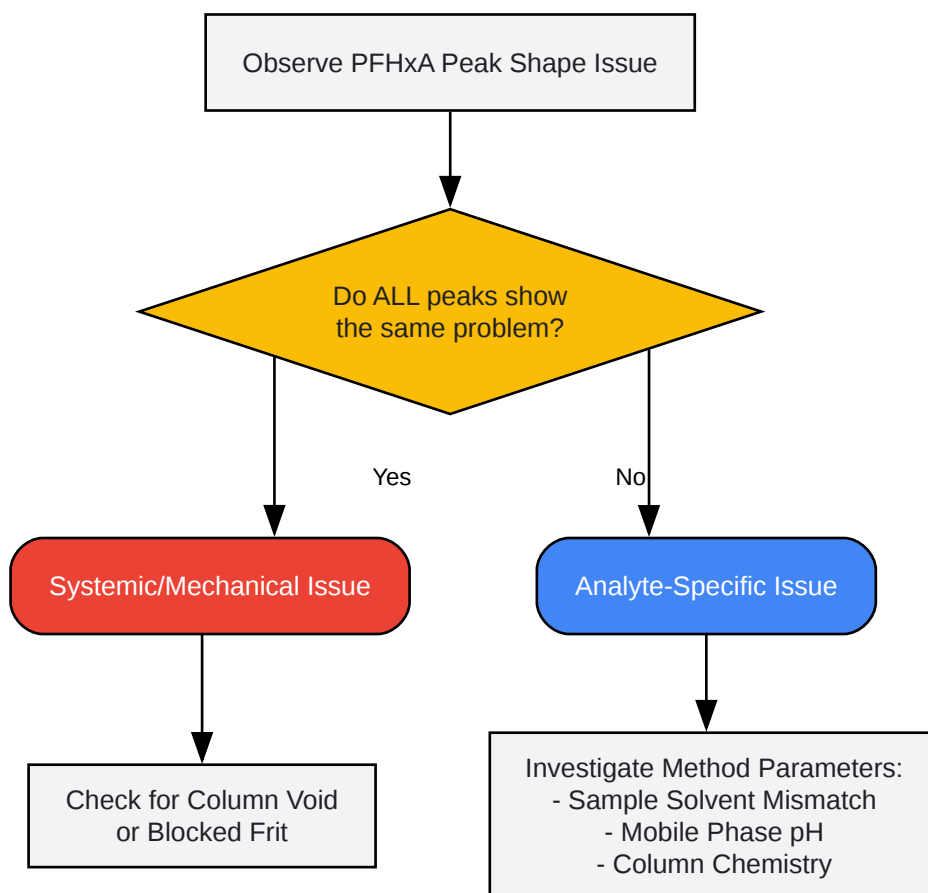 Observe PFHxA Peak Shape Issue
Do ALL peaks show
the same problem?
Yes
No
Systemic/Mechanical Issue
Analyte-Specific Issue
Check for Column Void
or Blocked Frit
Investigate Method Parameters:
- Sample Solvent Mismatch
- Mobile Phase pH
- Column Chemistry